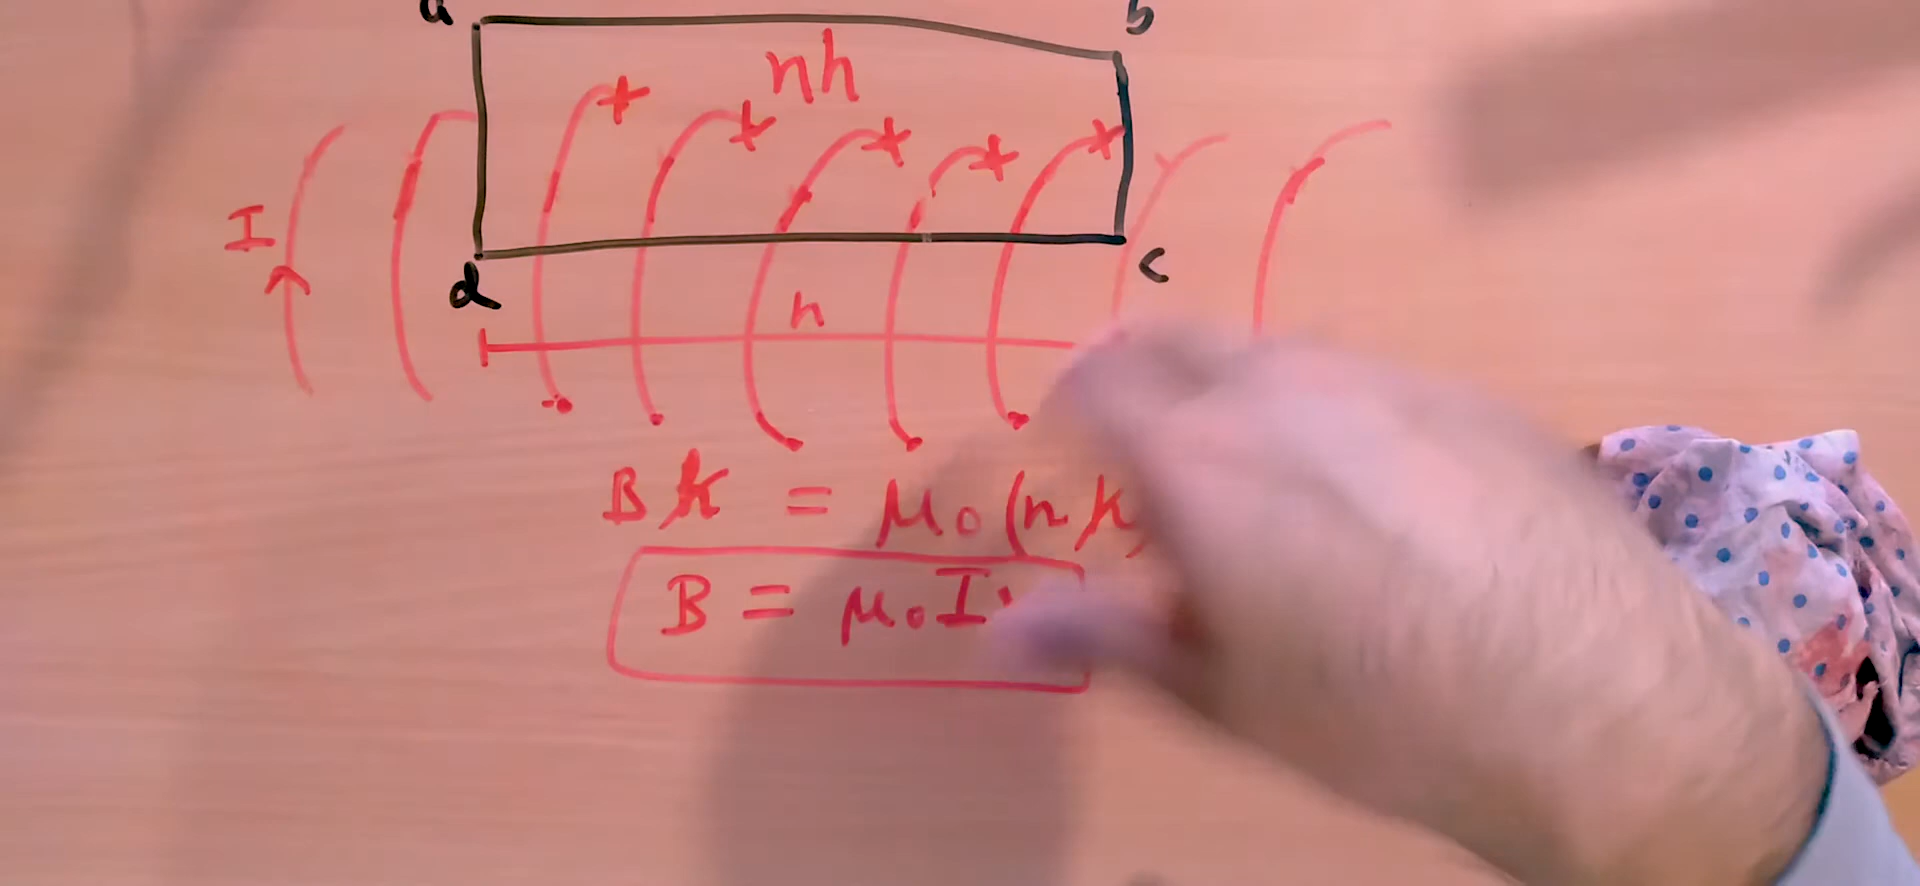 a b
nh
I
d c
n
Bh = μ₀(nh
B = μ₀I